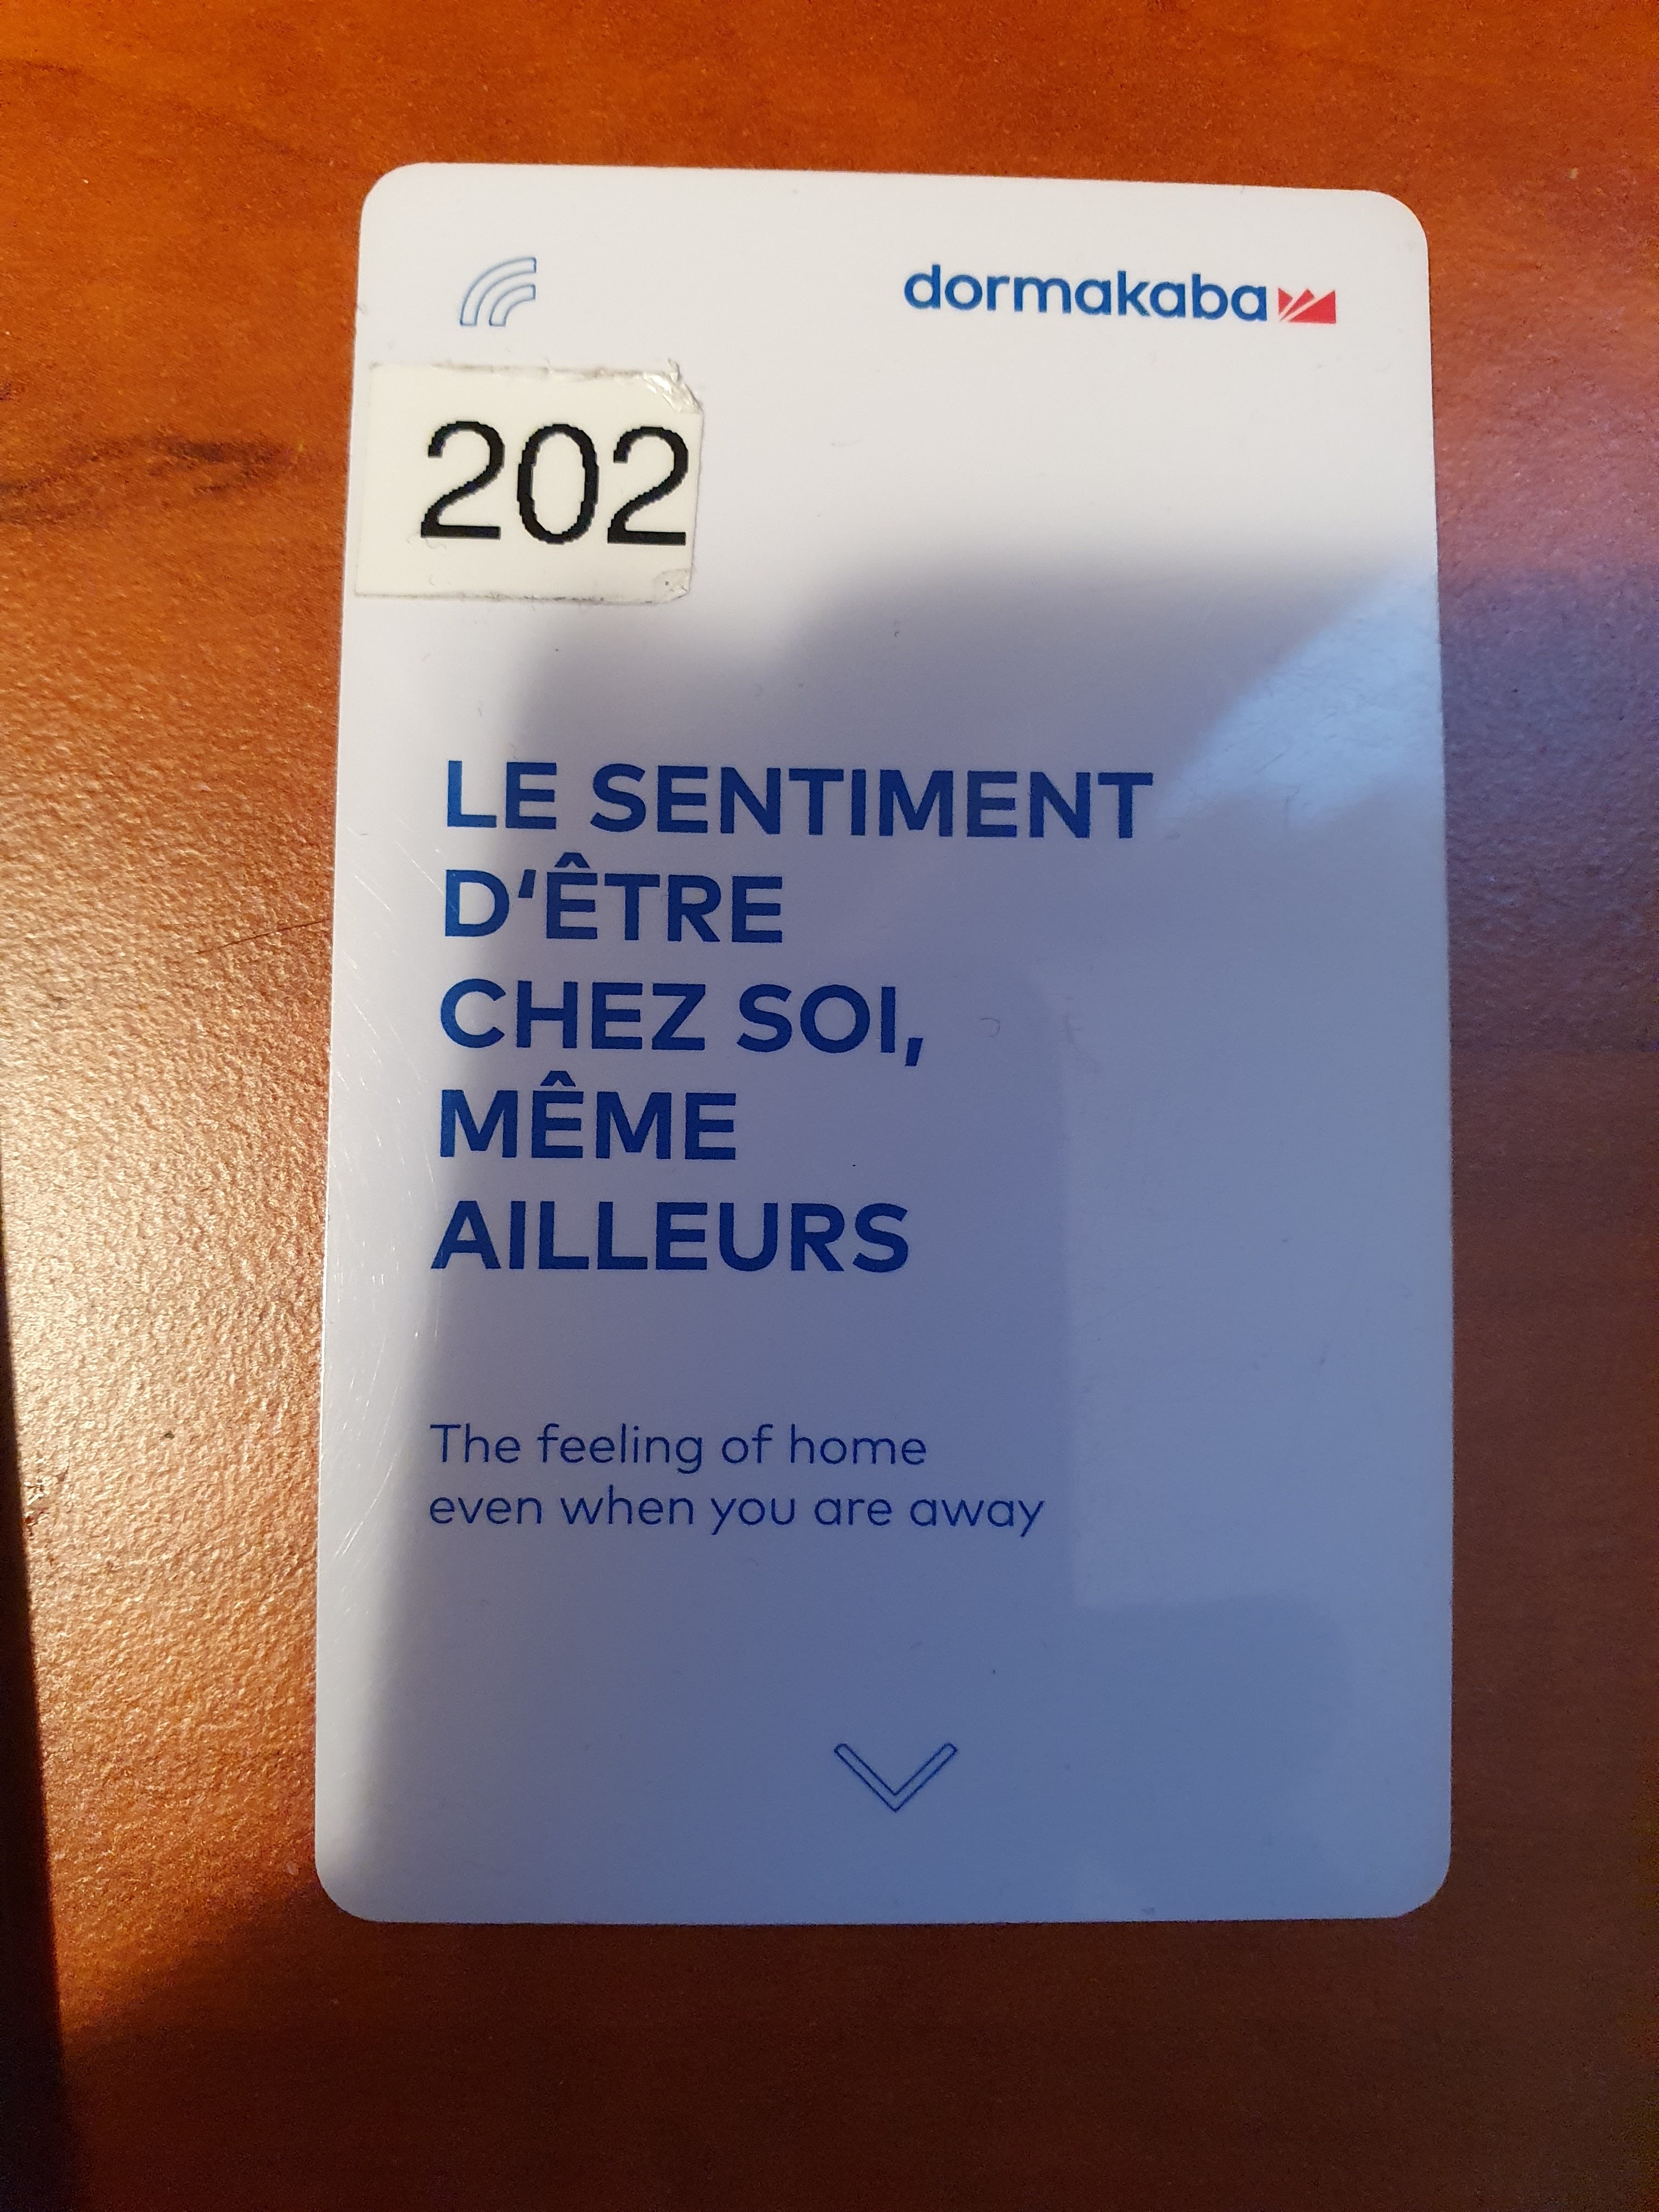 dormakaba
202
LE SENTIMENT
D‘ÊTRE
CHEZ SOI,
MÊME
AILLEURS
The feeling of home
even when you are away